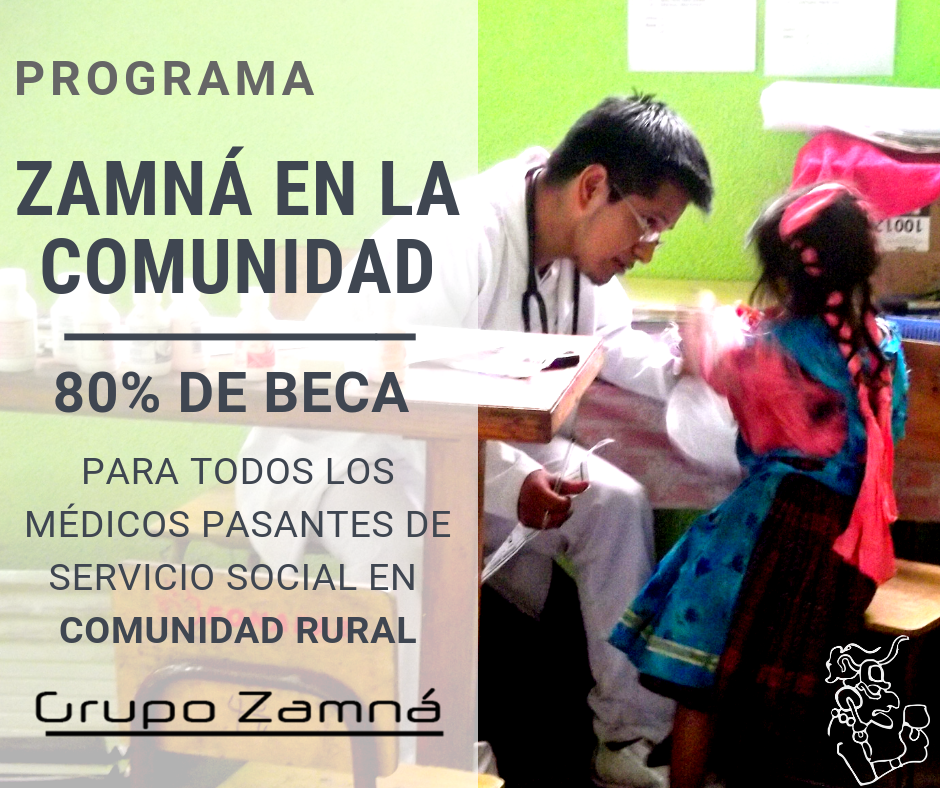 PROGRAMA
ZAMNÁ EN LA
COMUNIDAD
80% DE BECA
PARA TODOS LOS
MÉDICOS PASANTES DE
SERVICIO SOCIAL EN
COMUNIDAD RURAL
Grupo Zamná